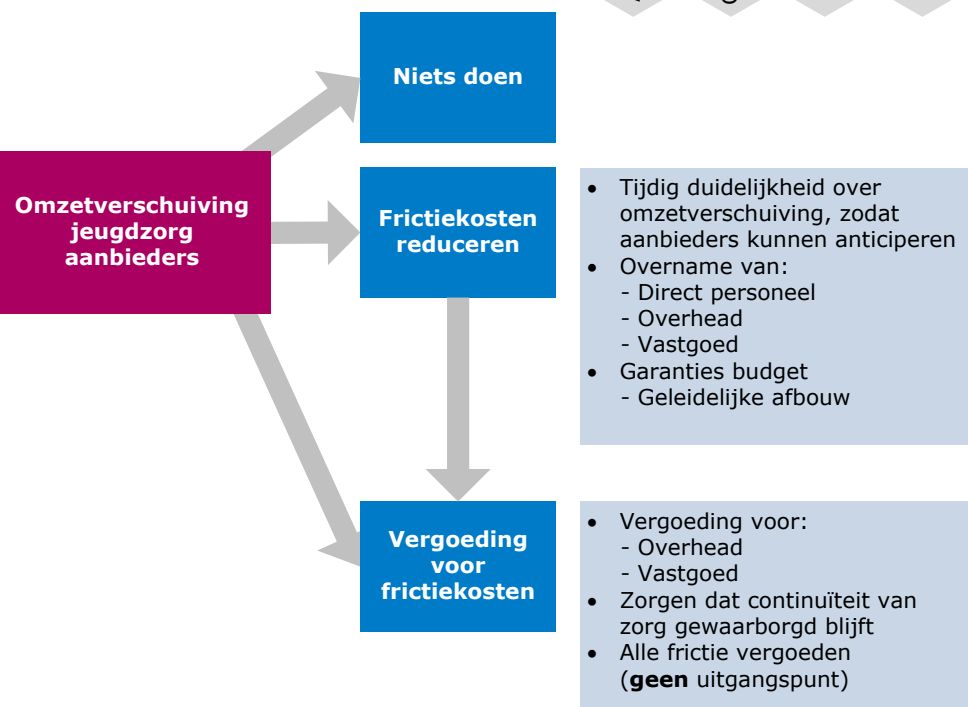 Niets doen
Omzetverschuiving
jeugdzorg
aanbieders
Frictiekosten
reduceren
• Tijdig duidelijkheid over
omzetverschuiving, zodat
aanbieders kunnen anticiperen
• Overname van:
- Direct personeel
- Overhead
- Vastgoed
• Garanties budget
- Geleidelijke afbouw
Vergoeding
voor
frictiekosten
• Vergoeding voor:
- Overhead
- Vastgoed
• Zorgen dat continuïteit van
zorg gewaarborgd blijft
• Alle frictie vergoeden
(geen uitgangspunt)